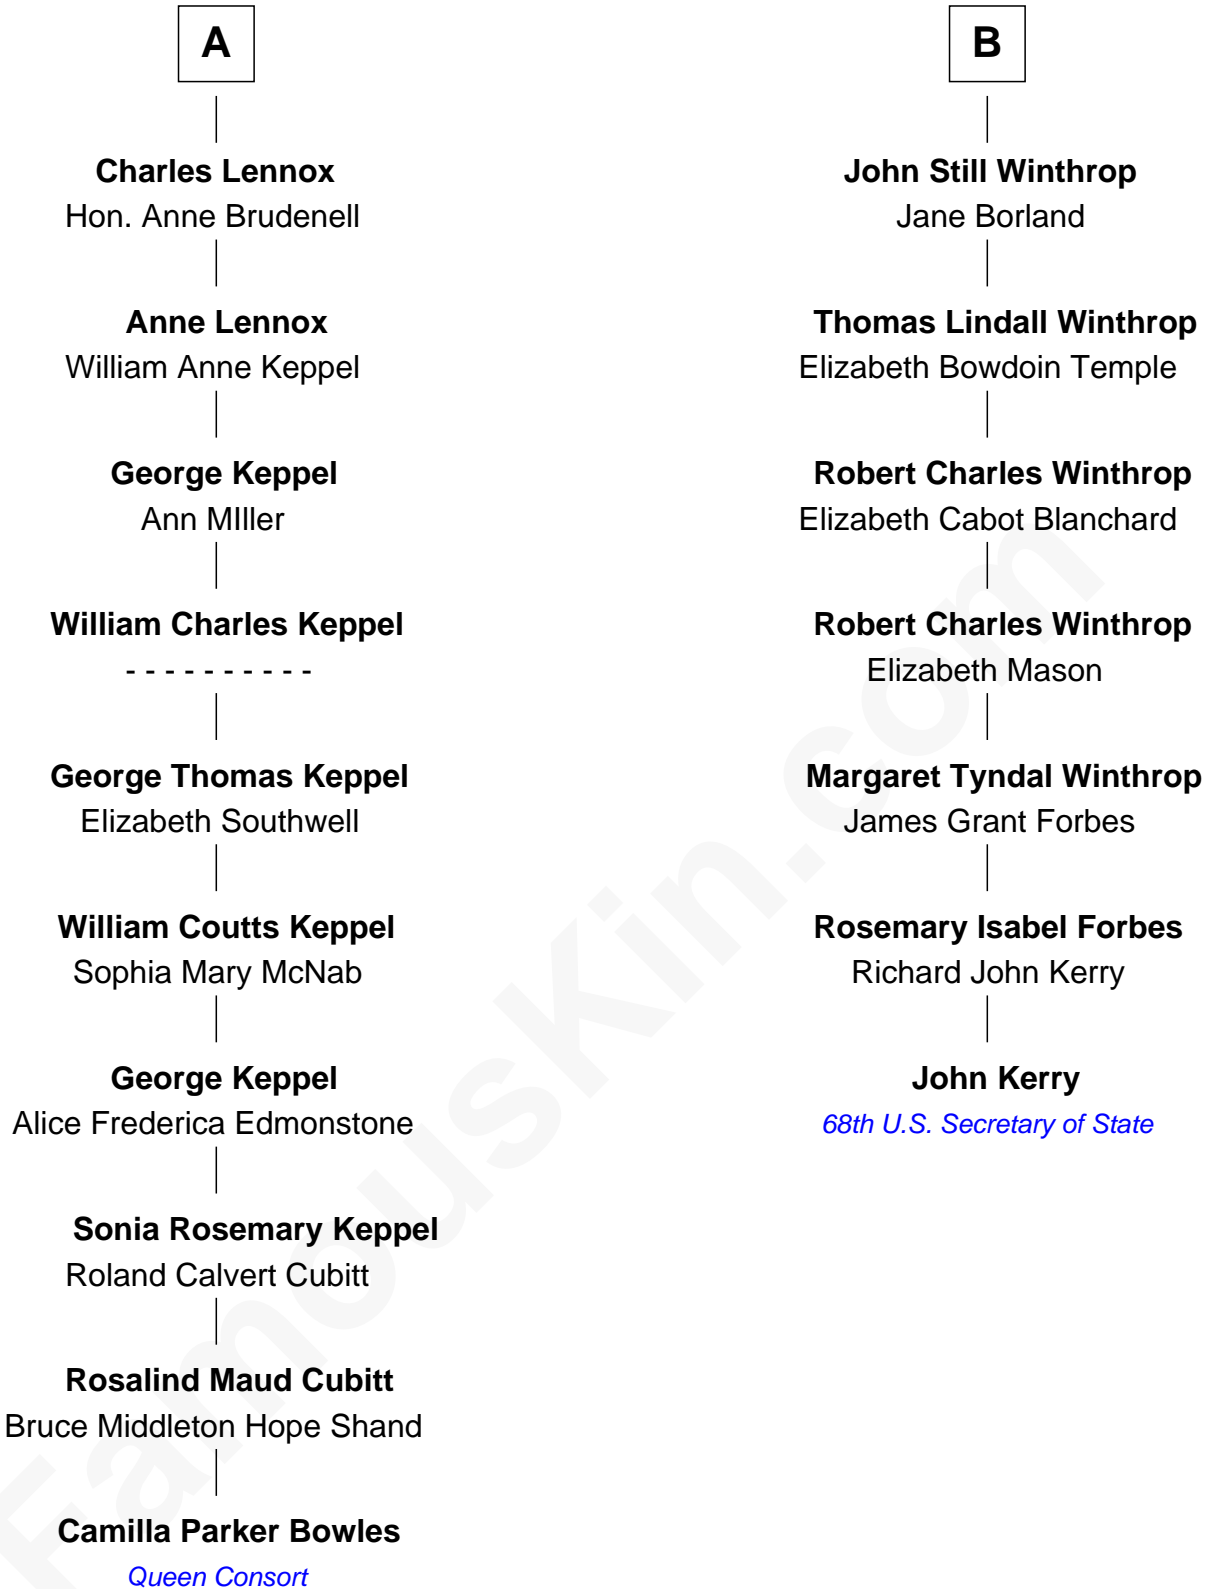 A
Charles Lennox
Hon. Anne Brudenell
Anne Lennox
William Anne Keppel
George Keppel
Ann MIller
William Charles Keppel
- - - - - - - - - -
George Thomas Keppel
Elizabeth Southwell
William Coutts Keppel
Sophia Mary McNab
George Keppel
Alice Frederica Edmonstone
Sonia Rosemary Keppel
Roland Calvert Cubitt
Rosalind Maud Cubitt
Bruce Middleton Hope Shand
Camilla Parker Bowles
Queen Consort
B
John Still Winthrop
Jane Borland
Thomas Lindall Winthrop
Elizabeth Bowdoin Temple
Robert Charles Winthrop
Elizabeth Cabot Blanchard
Robert Charles Winthrop
Elizabeth Mason
Margaret Tyndal Winthrop
James Grant Forbes
Rosemary Isabel Forbes
Richard John Kerry
John Kerry
68th U.S. Secretary of State
FamousKin.com